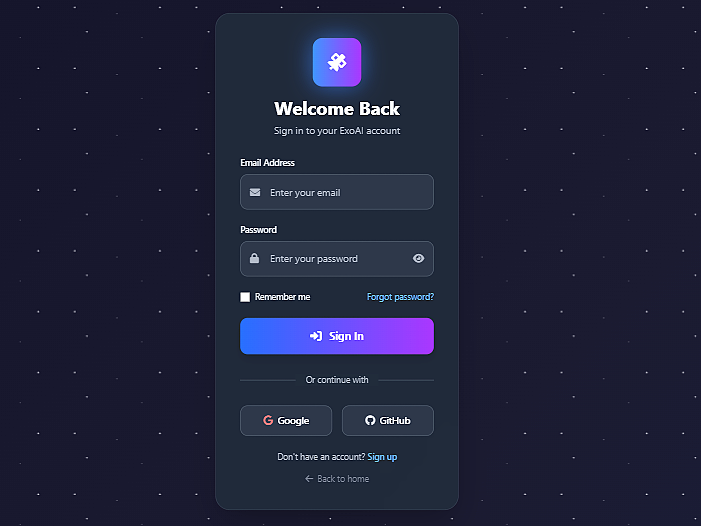 Welcome Back
Sign in to your ExoAI account
Email Address
Enter your email
Password
Enter your password
Remember me
Forgot password?
Sign In
Or continue with
Google
GitHub
Don't have an account? Sign up
Back to home